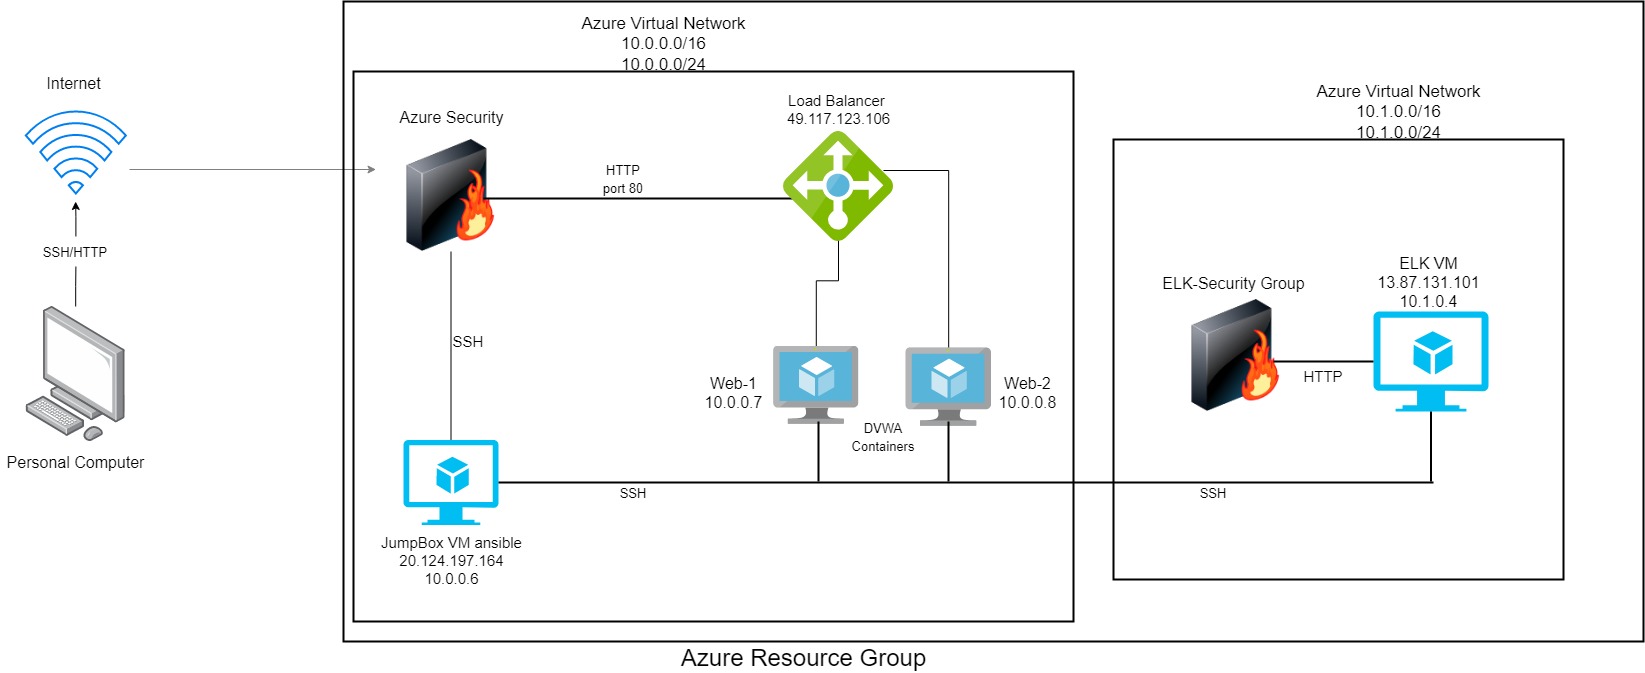 Internet
SSH/HTTP
Personal Computer
Azure Virtual Network
10.0.0.0/16
10.0.0.0/24
Azure Security
HTTP
port 80
Load Balancer
49.117.123.106
SSH
Web-1
10.0.0.7
Web-2
10.0.0.8
DVWA
Containers
SSH
JumpBox VM ansible
20.124.197.164
10.0.0.6
Azure Virtual Network
10.1.0.0/16
10.1.0.0/24
ELK-Security Group
ELK VM
13.87.131.101
10.1.0.4
HTTP
SSH
Azure Resource Group